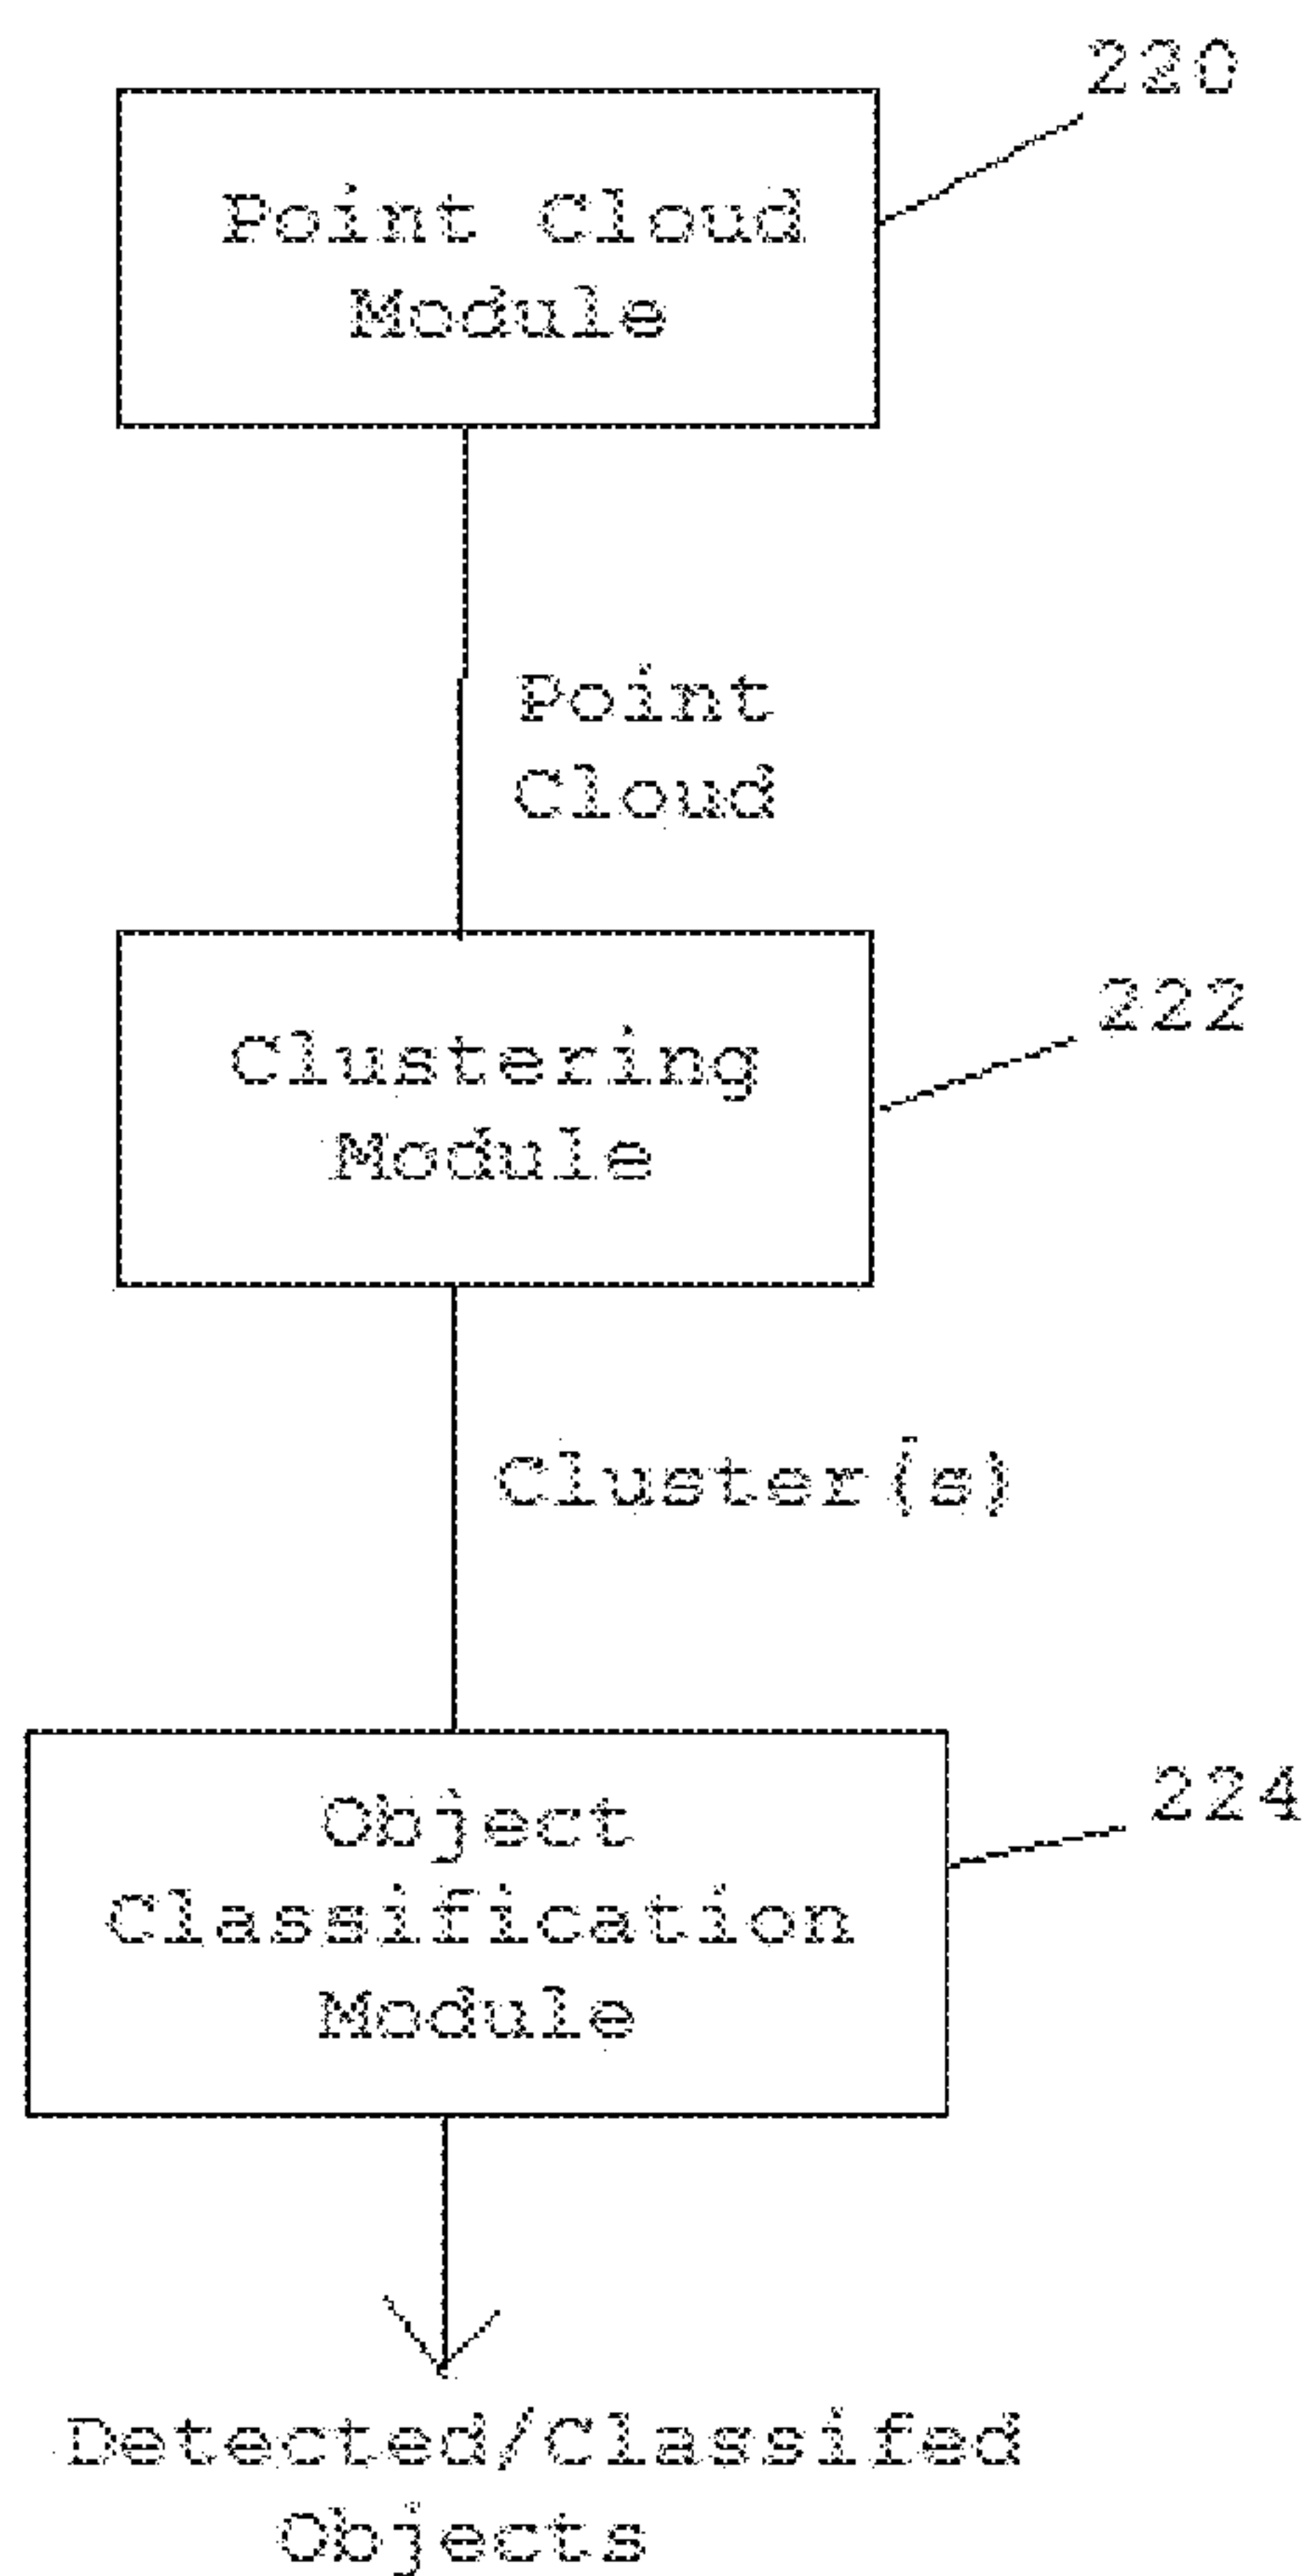 220
Point Cloud
Module
Point
Cloud
222
Clustering
Module
Cluster(s)
224
Object
Classification
Module
Detected/Classifed
Objects